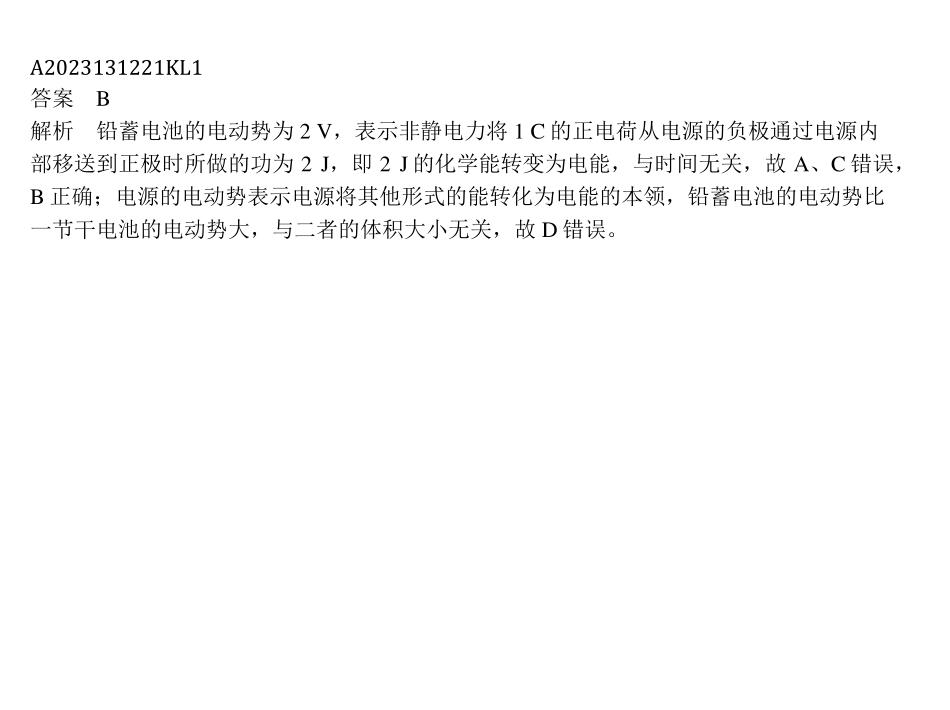 A2023131221KL1
答案　B
解析　铅蓄电池的电动势为 2 V，表示非静电力将 1 C 的正电荷从电源的负极通过电源内
部移送到正极时所做的功为 2 J，即 2 J 的化学能转变为电能，与时间无关，故 A、C 错误，
B 正确；电源的电动势表示电源将其他形式的能转化为电能的本领，铅蓄电池的电动势比
一节干电池的电动势大，与二者的体积大小无关，故 D 错误。